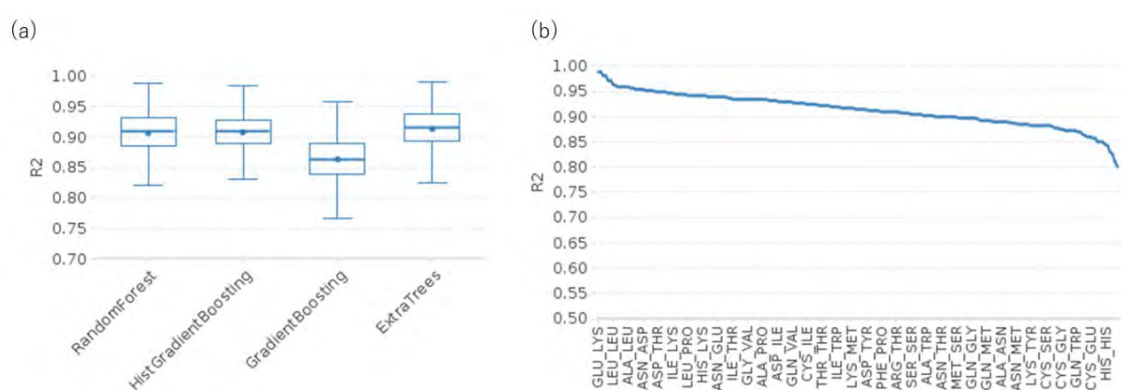 (a)
1.00
0.95
0.90
0.85
0.80
0.75
0.70
R2
RandomForest
HistGradientBoosting
GradientBoosting
ExtraTrees
(b)
1.00
0.95
0.90
0.85
0.80
0.75
0.70
0.65
0.60
0.55
0.50
R2
GLU_LYS
LEU_LEU
ALA_LEU
ASN_ASP
ASP_THR
ILE_LYS
LEU_PRO
HIS_LYS
ASN_GLU
ILE_THR
GLY_VAL
ALA_PRO
ASP_ILE
GLN_VAL
CYS_ILE
THR_THR
ILE_TRP
LYS_MET
ASP_TYR
PHE_PRO
ARG_THR
SER_SER
ALA_TRP
ASN_THR
MET_SER
GLN_GLY
GLN_MET
ALA_ASN
ASN_MET
LYS_TYR
LYS_SER
CYS_GLY
GLN_TRP
CYS_GLU
HIS_HIS